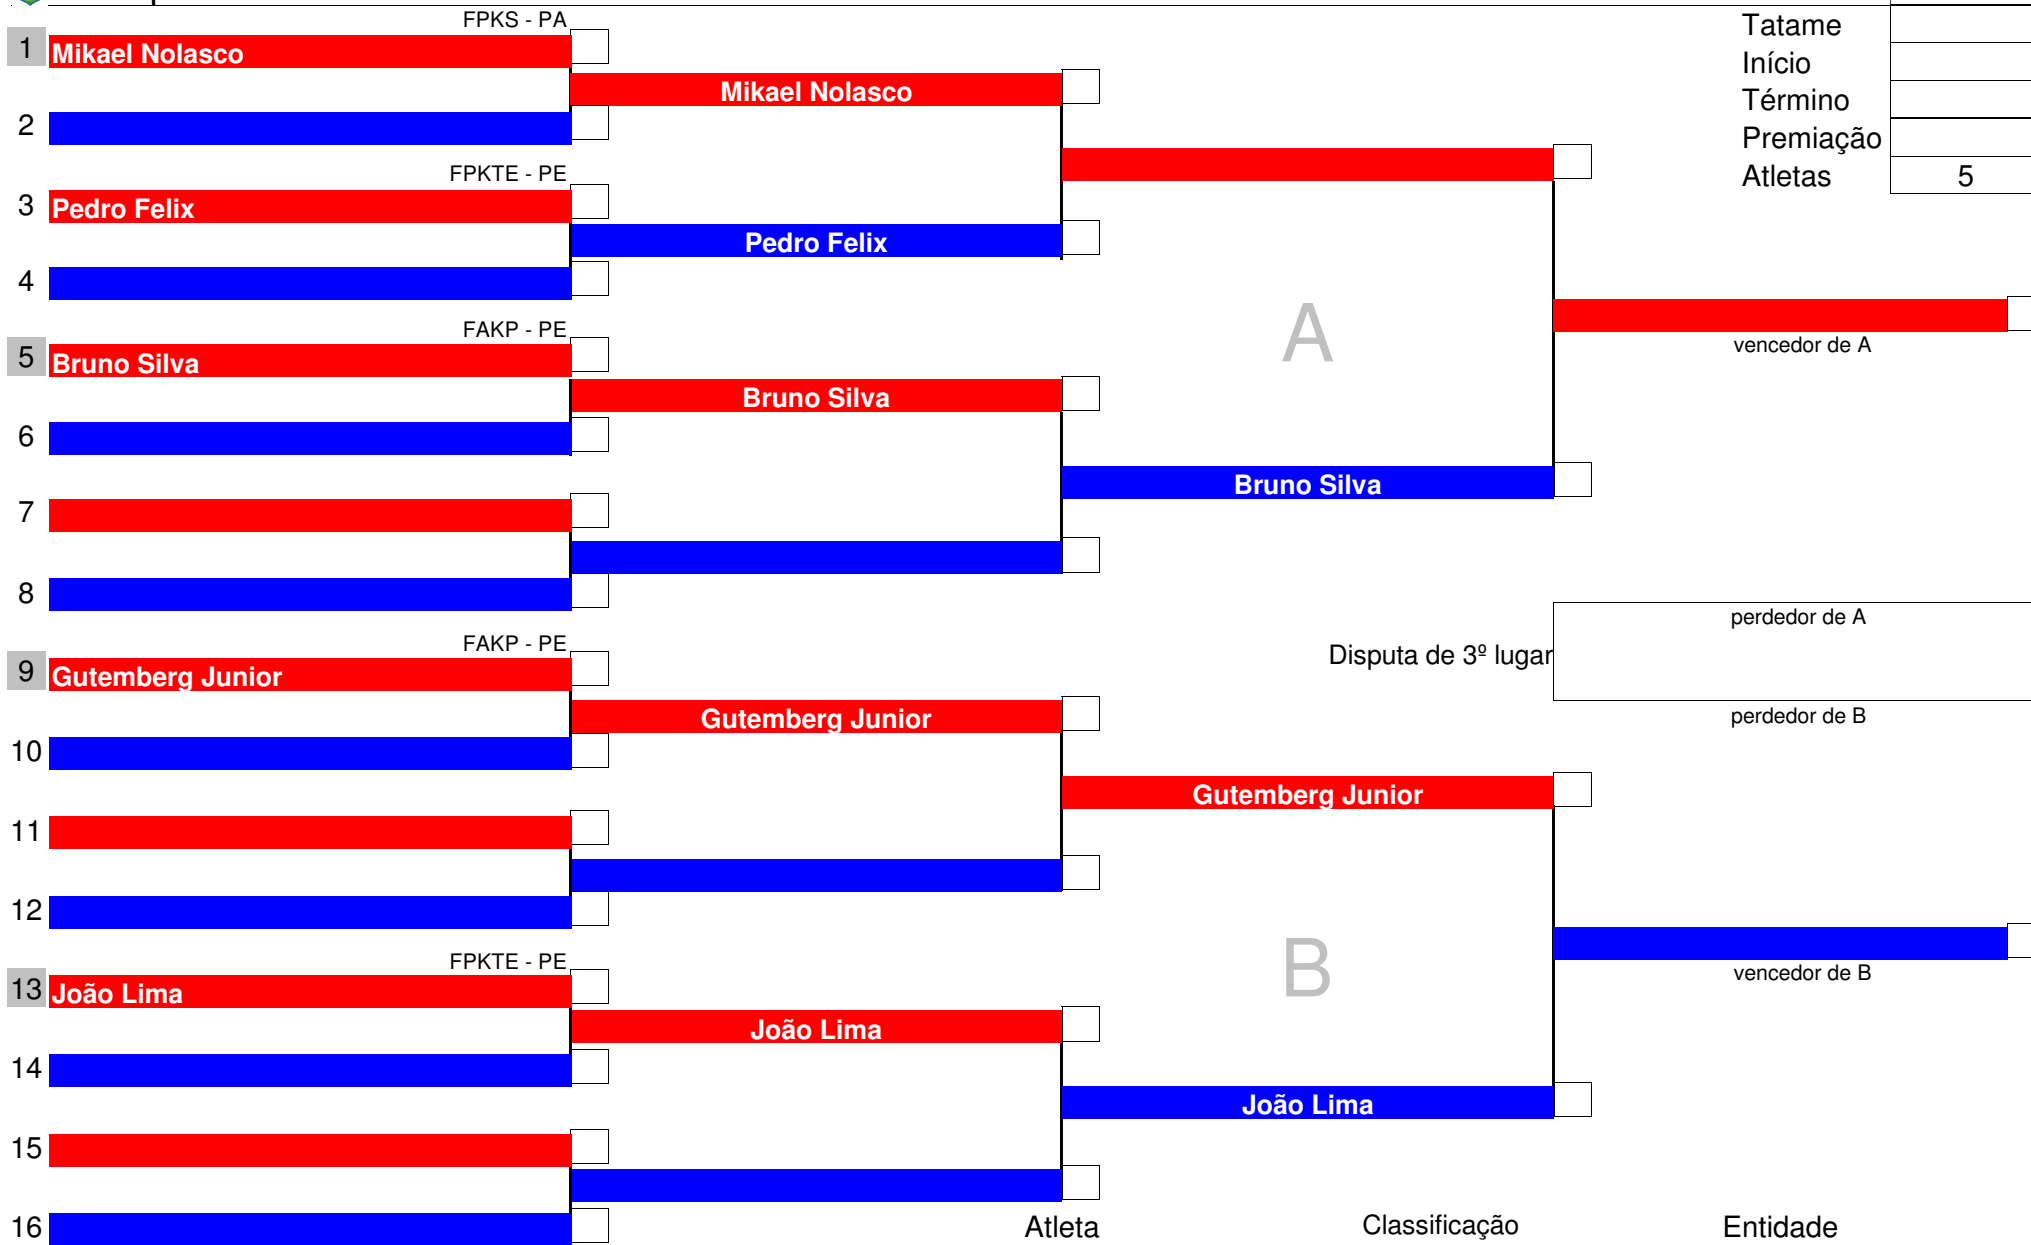 FPKS - PA
Tatame
1 Mikael Nolasco
Início
Mikael Nolasco
Término
2
Premiação
FPKTE - PE
Atletas 5
3 Pedro Felix
Pedro Felix
4
FAKP - PE
A
vencedor de A
5 Bruno Silva
Bruno Silva
6
Bruno Silva
7
8
perdedor de A
FAKP - PE
Disputa de 3º lugar
9 Gutemberg Junior
Gutemberg Junior
perdedor de B
10
Gutemberg Junior
11
12
FPKTE - PE
B
vencedor de B
13 João Lima
João Lima
14
João Lima
15
16
Atleta Classificação Entidade